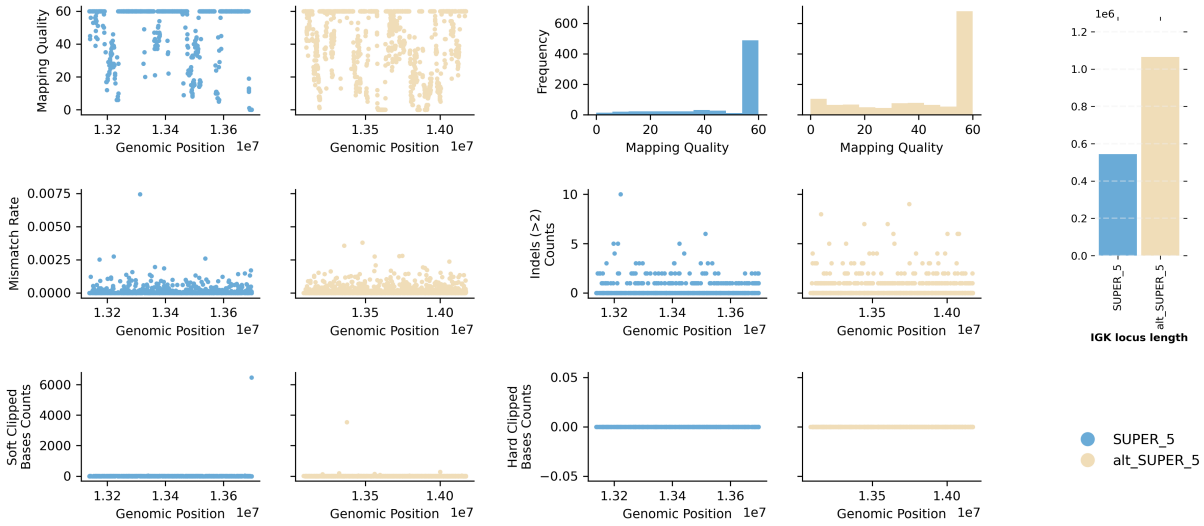 Mapping Quality
60
40
20
0
1.32 1.34 1.36
Genomic Position 1e7
1.35 1.40
Genomic Position 1e7
Frequency
600
400
200
0
0 20 40 60
Mapping Quality
0 20 40 60
Mapping Quality
1e6
1.2
1.0
0.8
0.6
0.4
0.2
0.0
SUPER_5
alt_SUPER_5
IGK locus length
Mismatch Rate
0.0075
0.0050
0.0025
0.0000
1.32 1.34 1.36
Genomic Position 1e7
1.35 1.40
Genomic Position 1e7
Indels (>2)
Counts
10
5
0
1.32 1.34 1.36
Genomic Position 1e7
1.35 1.40
Genomic Position 1e7
Soft Clipped
Bases Counts
6000
4000
2000
0
1.32 1.34 1.36
Genomic Position 1e7
1.35 1.40
Genomic Position 1e7
Hard Clipped
Bases Counts
0.05
0.00
−0.05
1.32 1.34 1.36
Genomic Position 1e7
1.35 1.40
Genomic Position 1e7
SUPER_5
alt_SUPER_5